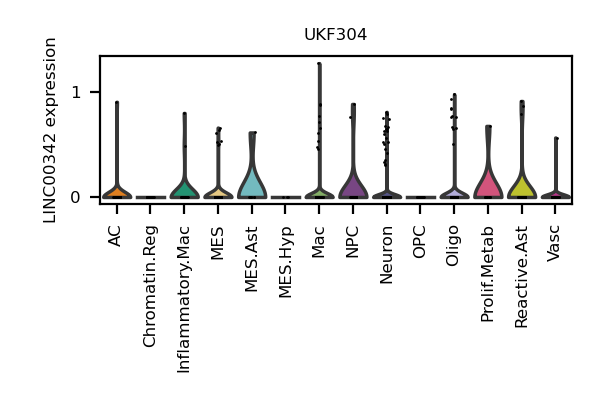 UKF304
LINC00342 expression
1
0
AC
Chromatin.Reg
Inflammatory.Mac
MES
MES.Ast
MES.Hyp
Mac
NPC
Neuron
OPC
Oligo
Prolif.Metab
Reactive.Ast
Vasc